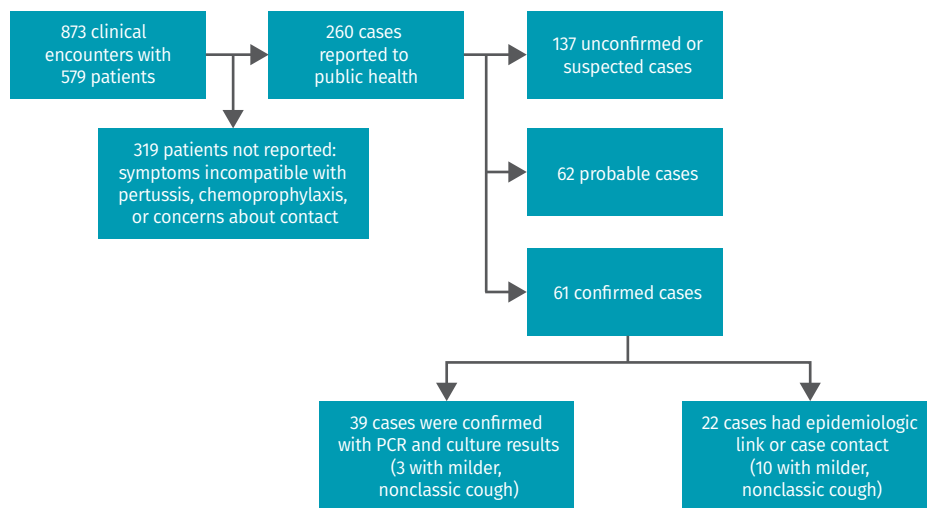 873 clinical
encounters with
579 patients
260 cases
reported to
public health
137 unconfirmed or
suspected cases
319 patients not reported:
symptoms incompatible with
pertussis, chemoprophylaxis,
or concerns about contact
62 probable cases
61 confirmed cases
39 cases were confirmed
with PCR and culture results
(3 with milder,
nonclassic cough)
22 cases had epidemiologic
link or case contact
(10 with milder,
nonclassic cough)